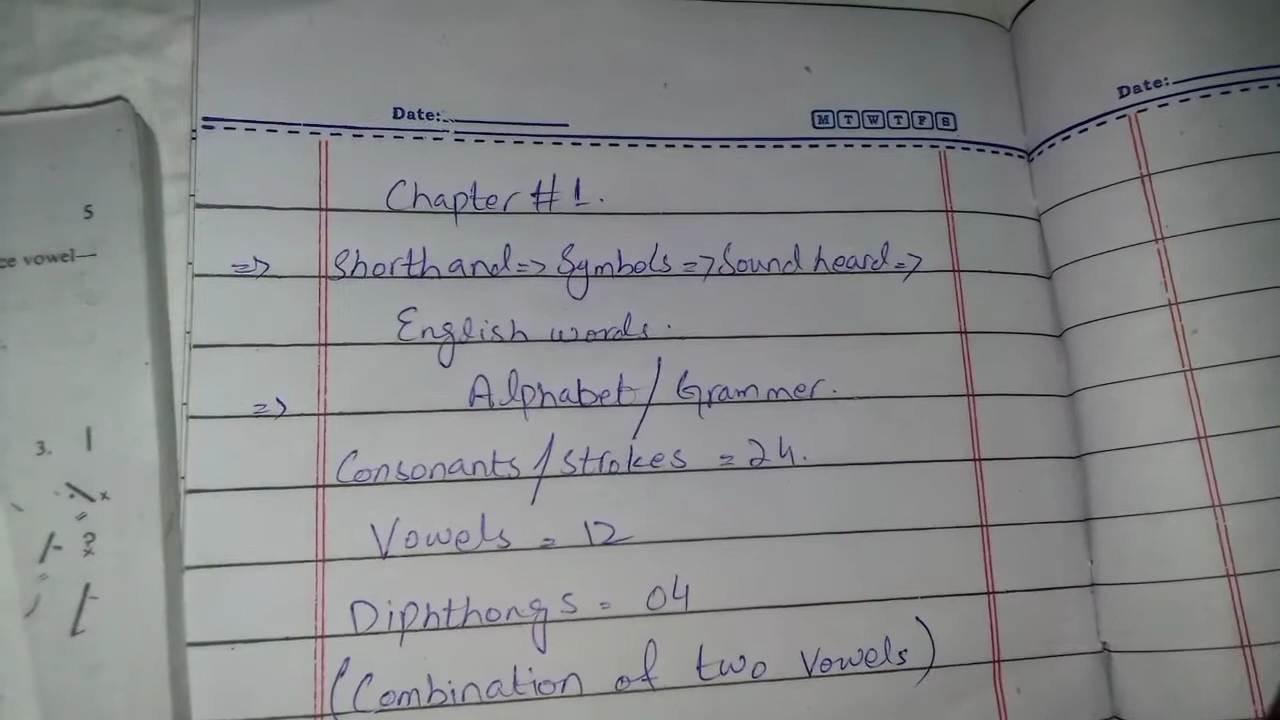 5
ce vowel—
3.
Date:
M T W T F S
Chapter # 1.
=> Shorthand => Symbols => Sound heard =>
English words.
=> Alphabet / Grammer.
Consonants / Strokes = 24.
Vowels = 12
Diphthongs = 04
(Combination of two vowels)
Date: